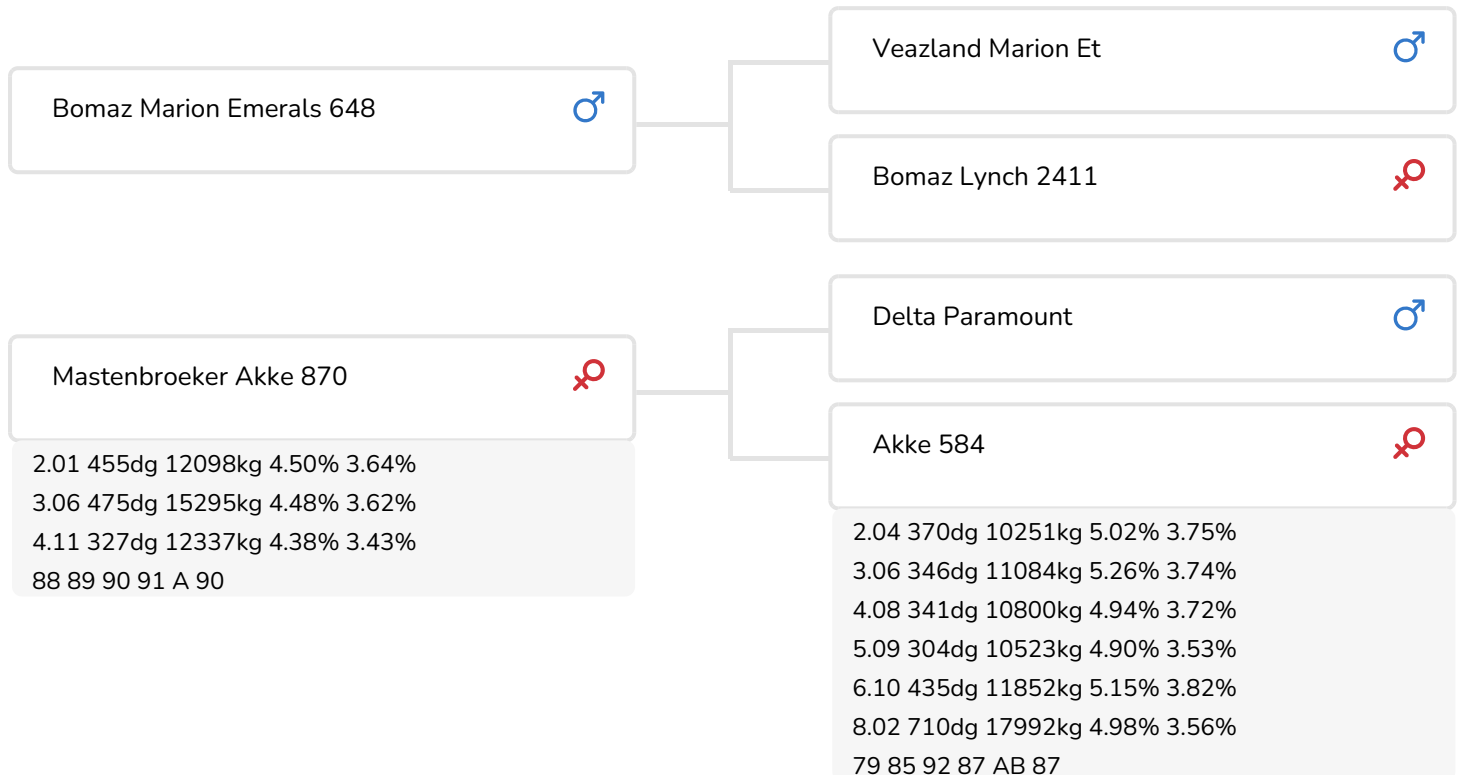 Bomaz Marion Emerals 648
Veazland Marion Et
Bomaz Lynch 2411
Mastenbroeker Akke 870
2.01 455dg 12098kg 4.50% 3.64%
3.06 475dg 15295kg 4.48% 3.62%
4.11 327dg 12337kg 4.38% 3.43%
88 89 90 91 A 90
Delta Paramount
Akke 584
2.04 370dg 10251kg 5.02% 3.75%
3.06 346dg 11084kg 5.26% 3.74%
4.08 341dg 10800kg 4.94% 3.72%
5.09 304dg 10523kg 4.90% 3.53%
6.10 435dg 11852kg 5.15% 3.82%
8.02 710dg 17992kg 4.98% 3.56%
79 85 92 87 AB 87